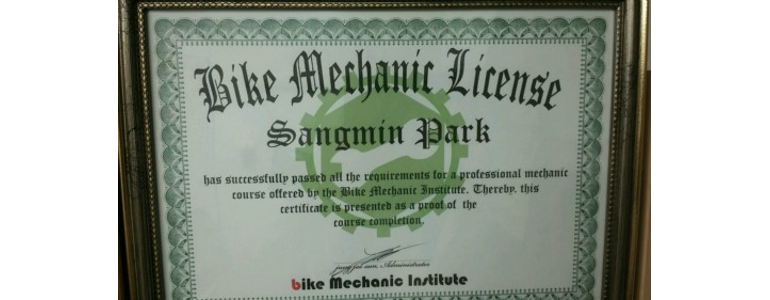 Bike Mechanic License
Sangmin Park
has successfully passed all the requirements for a professional mechanic
course offered by the Bike Mechanic Institute. Thereby, this
certificate is presented as a proof of the
course completion.
Administrator
bike Mechanic Institute